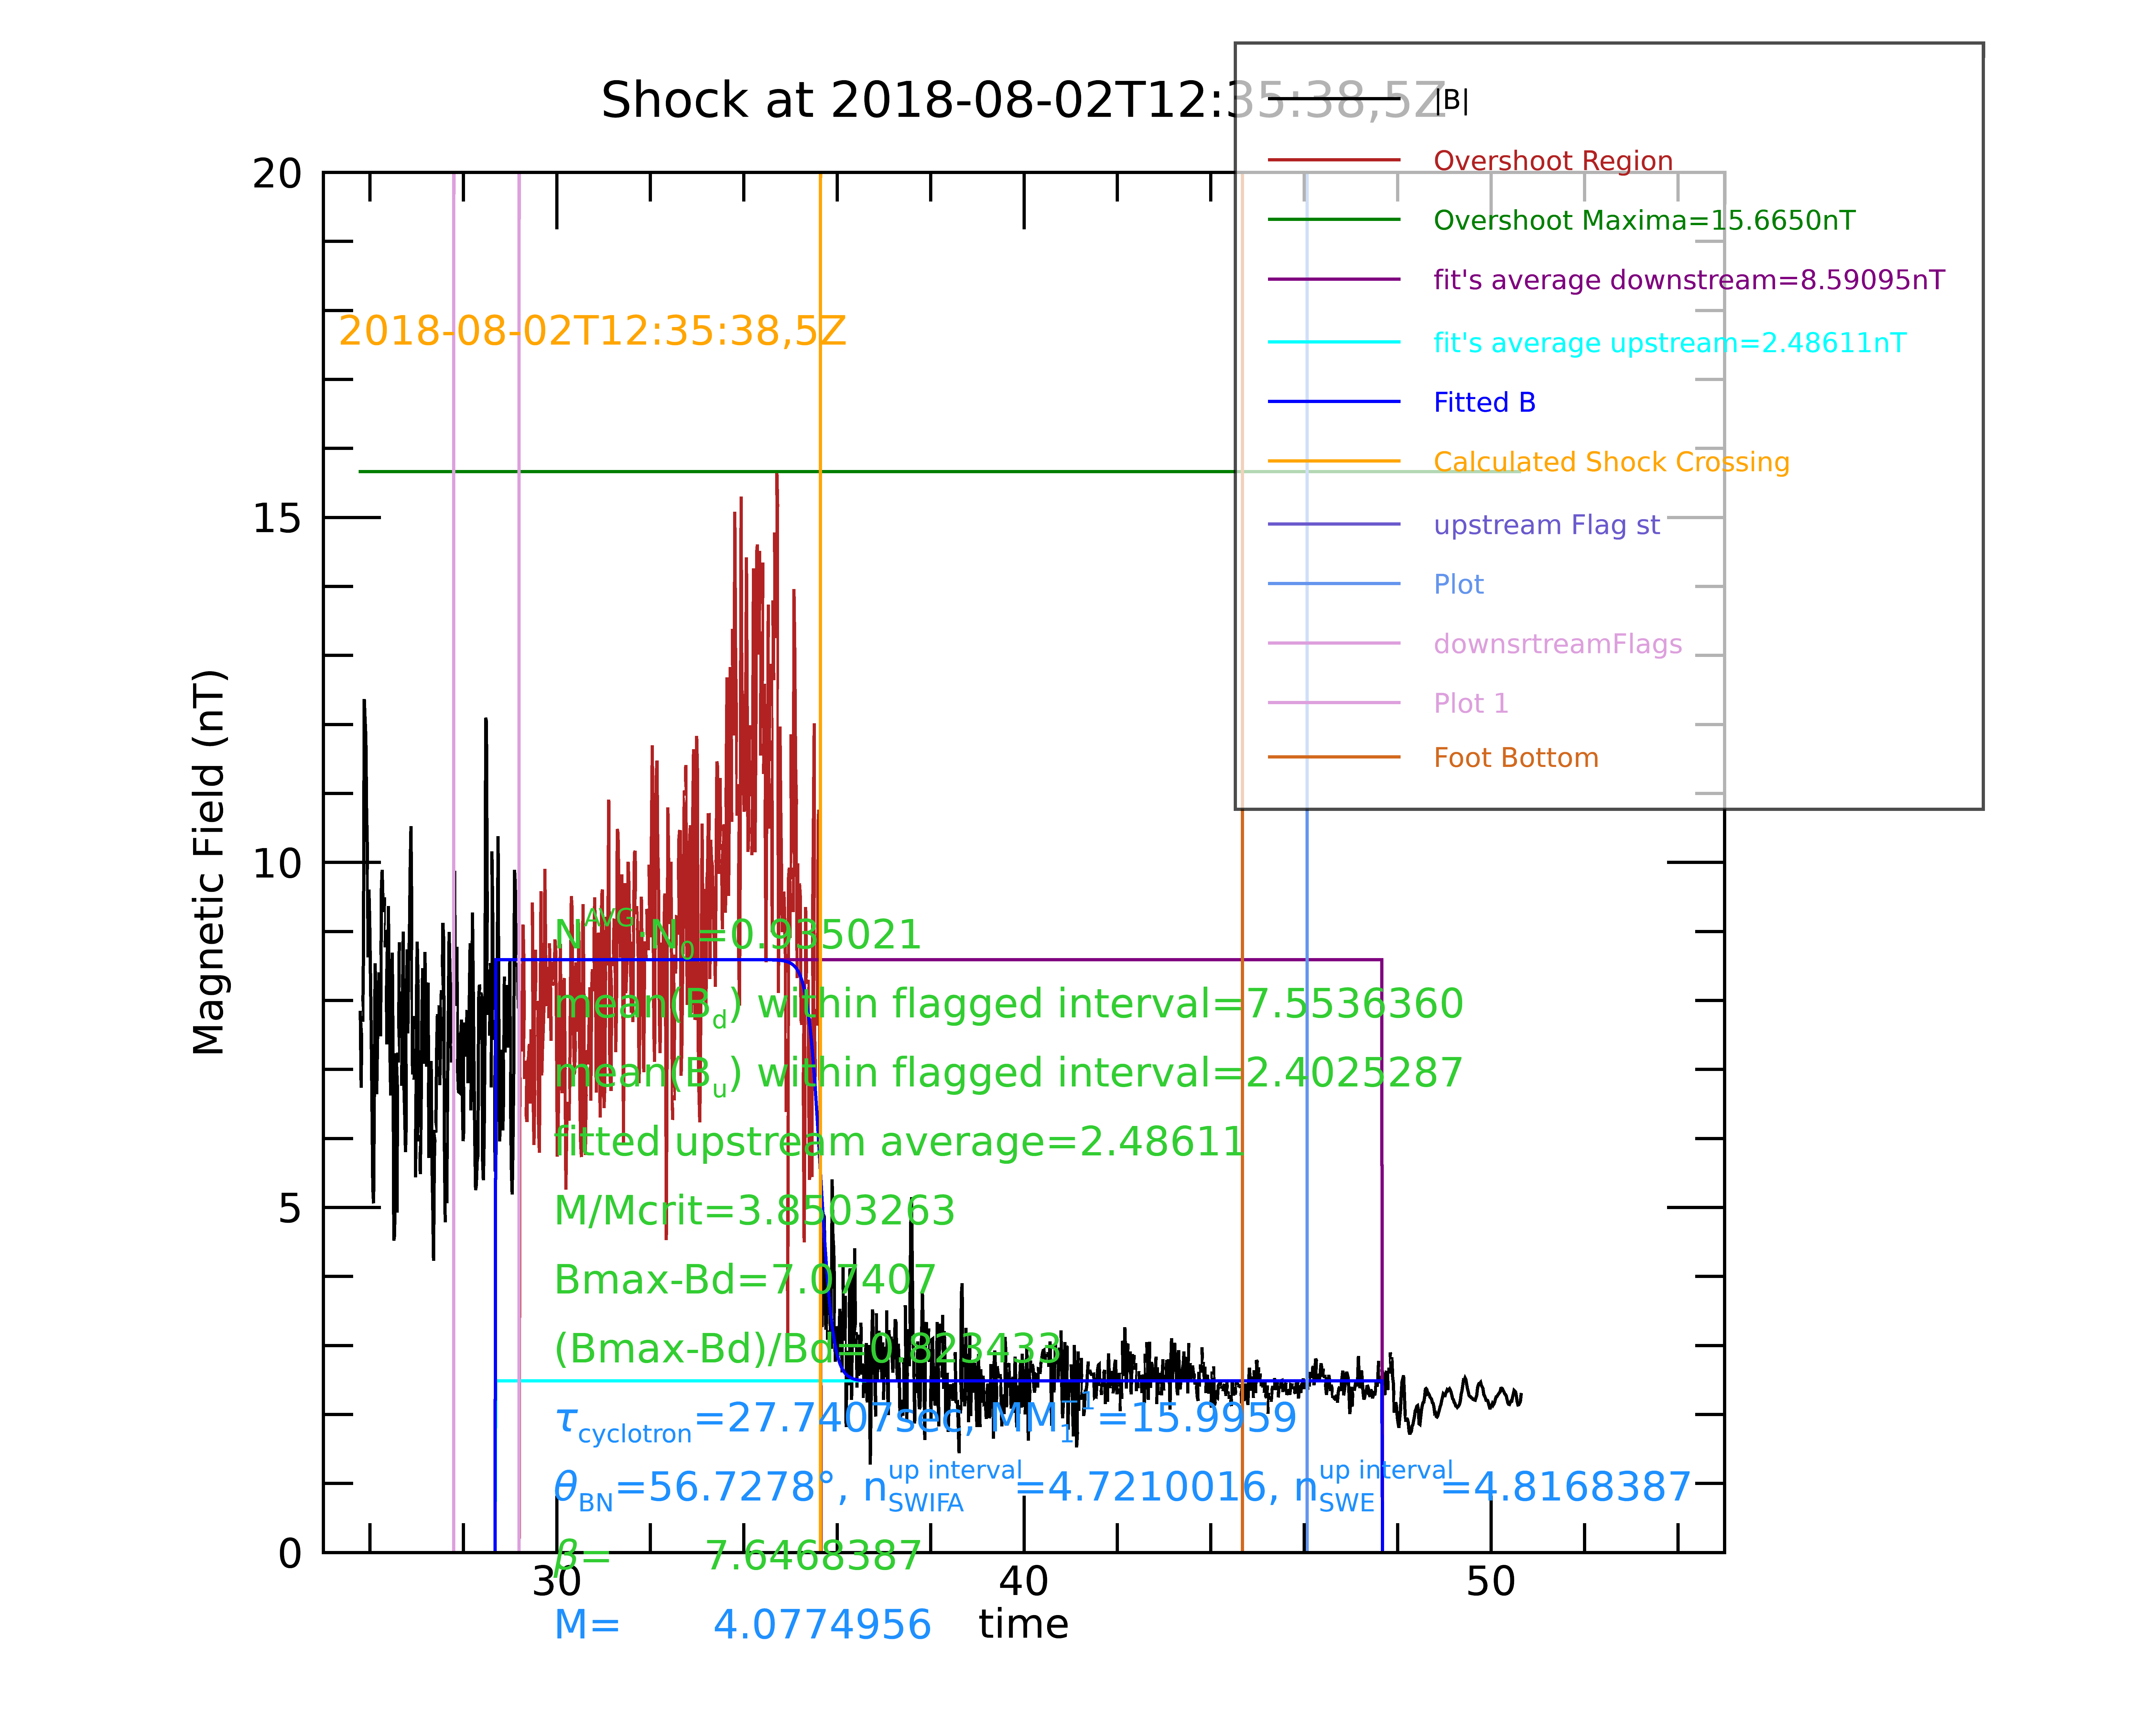 Shock at 2018-08-02T12:35:38,5Z
|B|
Overshoot Region
Overshoot Maxima=15.6650nT
fit's average downstream=8.59095nT
fit's average upstream=2.48611nT
Fitted B
Calculated Shock Crossing
upstream Flag st
Plot
downsrtreamFlags
Plot 1
Foot Bottom
2018-08-02T12:35:38,5Z
20
15
10
5
0
Magnetic Field (nT)
N^AVG·N_0=0.935021
mean(B_d) within flagged interval=7.5536360
mean(B_u) within flagged interval=2.4025287
fitted upstream average=2.48611
M/Mcrit=3.8503263
Bmax-Bd=7.07407
(Bmax-Bd)/Bd=0.823433
τ_cyclotron=27.7407sec, MM_1^-1=15.9959
θ_BN=56.7278°, n_SWIFA^up interval=4.7210016, n_SWE^up interval=4.8168387
β= 7.6468387
30 40 50
M= 4.0774956
time